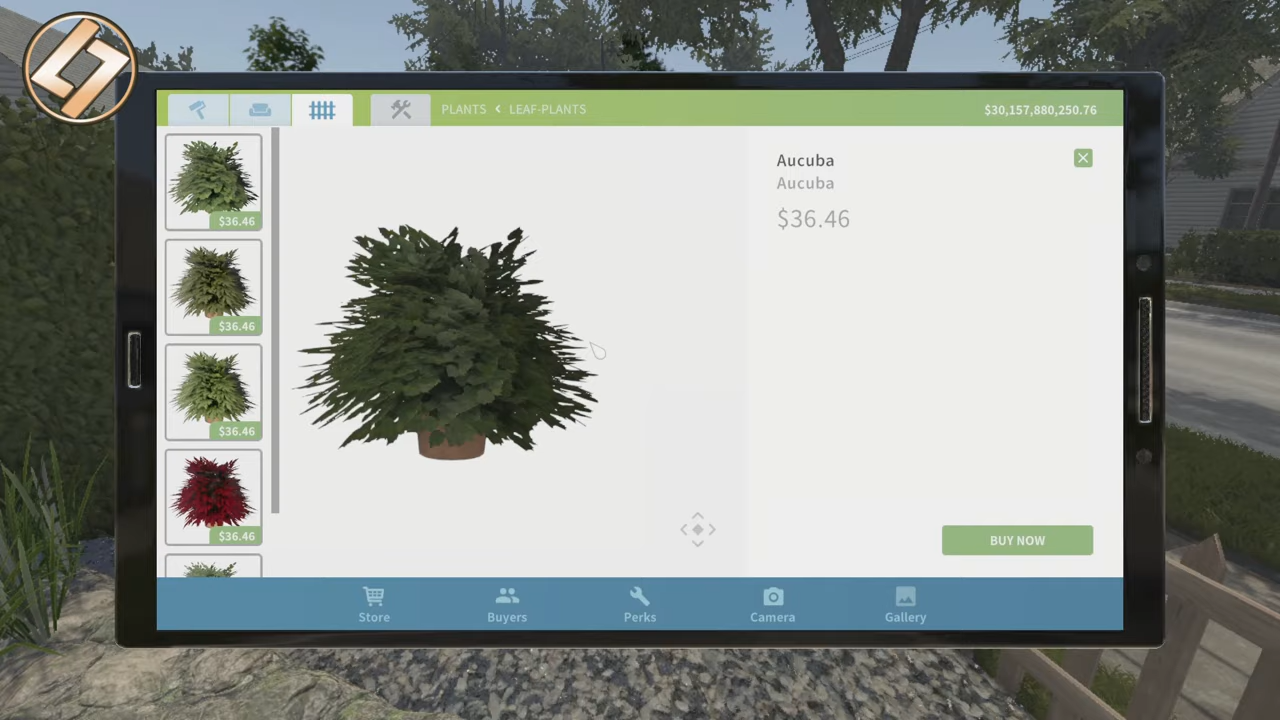 PLANTS < LEAF-PLANTS
$30,157,880,250.76
$36.46
$36.46
$36.46
$36.46
Aucuba
Aucuba
$36.46
BUY NOW
Store
Buyers
Perks
Camera
Gallery